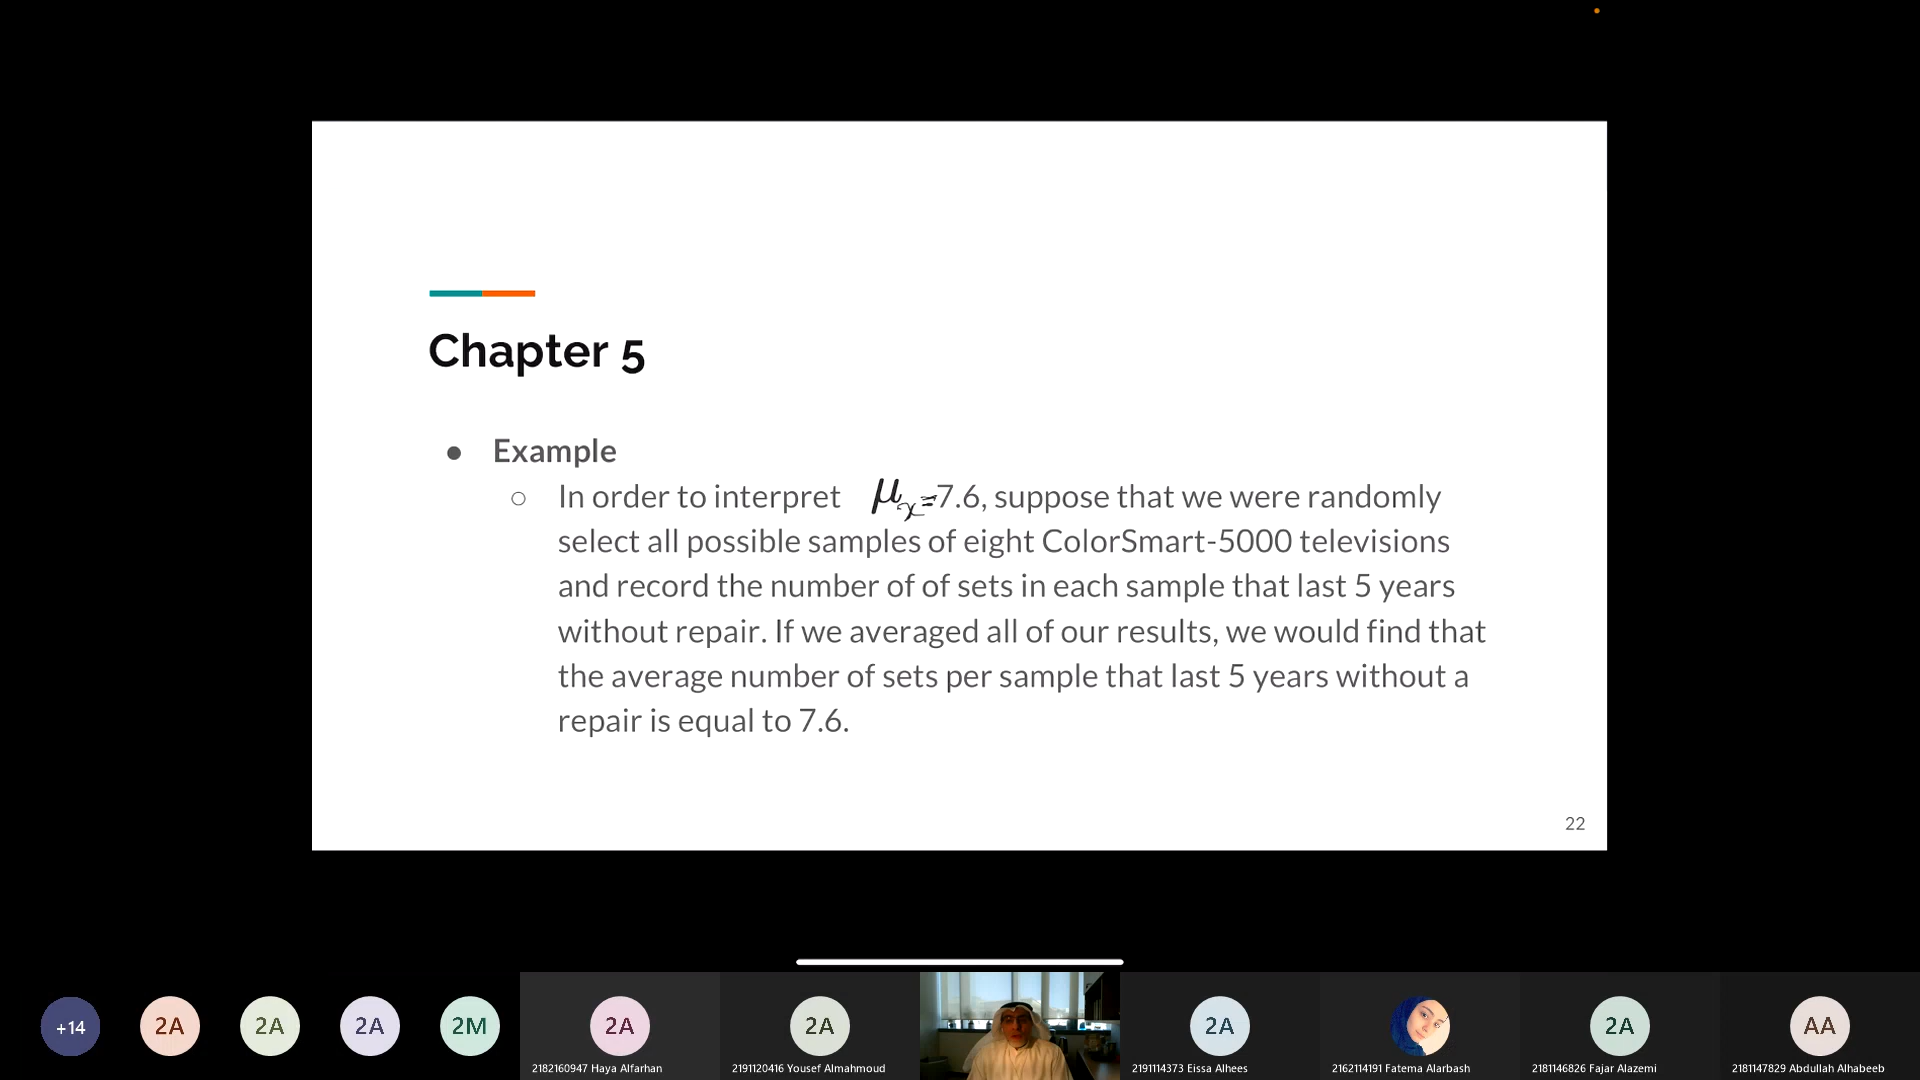 Chapter 5
● Example
○ In order to interpret μx=7.6, suppose that we were randomly
select all possible samples of eight ColorSmart-5000 televisions
and record the number of of sets in each sample that last 5 years
without repair. If we averaged all of our results, we would find that
the average number of sets per sample that last 5 years without a
repair is equal to 7.6.
22
+14
2A
2A
2A
2M
2A
2182160947 Haya Alfarhan
2A
2191120416 Yousef Almahmoud
2A
2191114373 Eissa Alhees
2162114191 Fatema Alarbash
2A
2181146826 Fajar Alazemi
AA
2181147829 Abdullah Alhabeeb